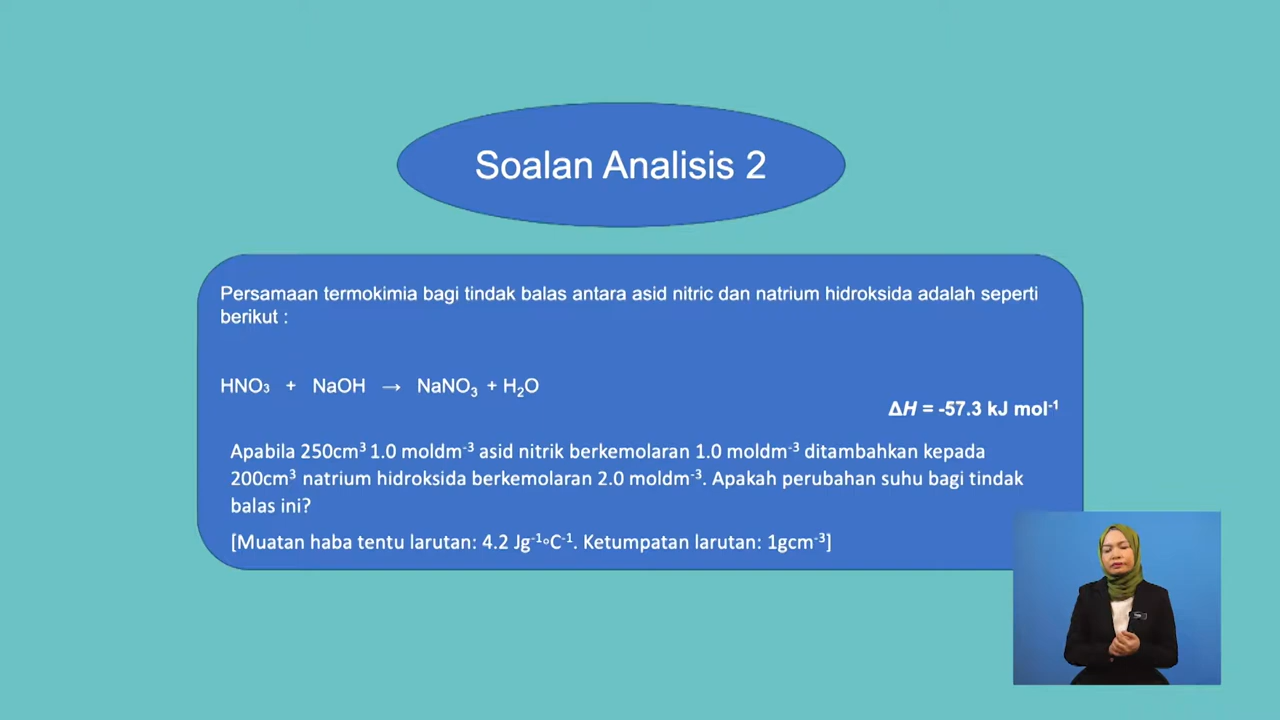 Soalan Analisis 2
Persamaan termokimia bagi tindak balas antara asid nitric dan natrium hidroksida adalah seperti
berikut :
HNO₃ + NaOH → NaNO₃ + H₂O
ΔH = -57.3 kJ mol⁻¹
Apabila 250cm³ 1.0 moldm⁻³ asid nitrik berkemolaran 1.0 moldm⁻³ ditambahkan kepada
200cm³ natrium hidroksida berkemolaran 2.0 moldm⁻³. Apakah perubahan suhu bagi tindak
balas ini?
[Muatan haba tentu larutan: 4.2 Jg⁻¹°C⁻¹. Ketumpatan larutan: 1gcm⁻³]